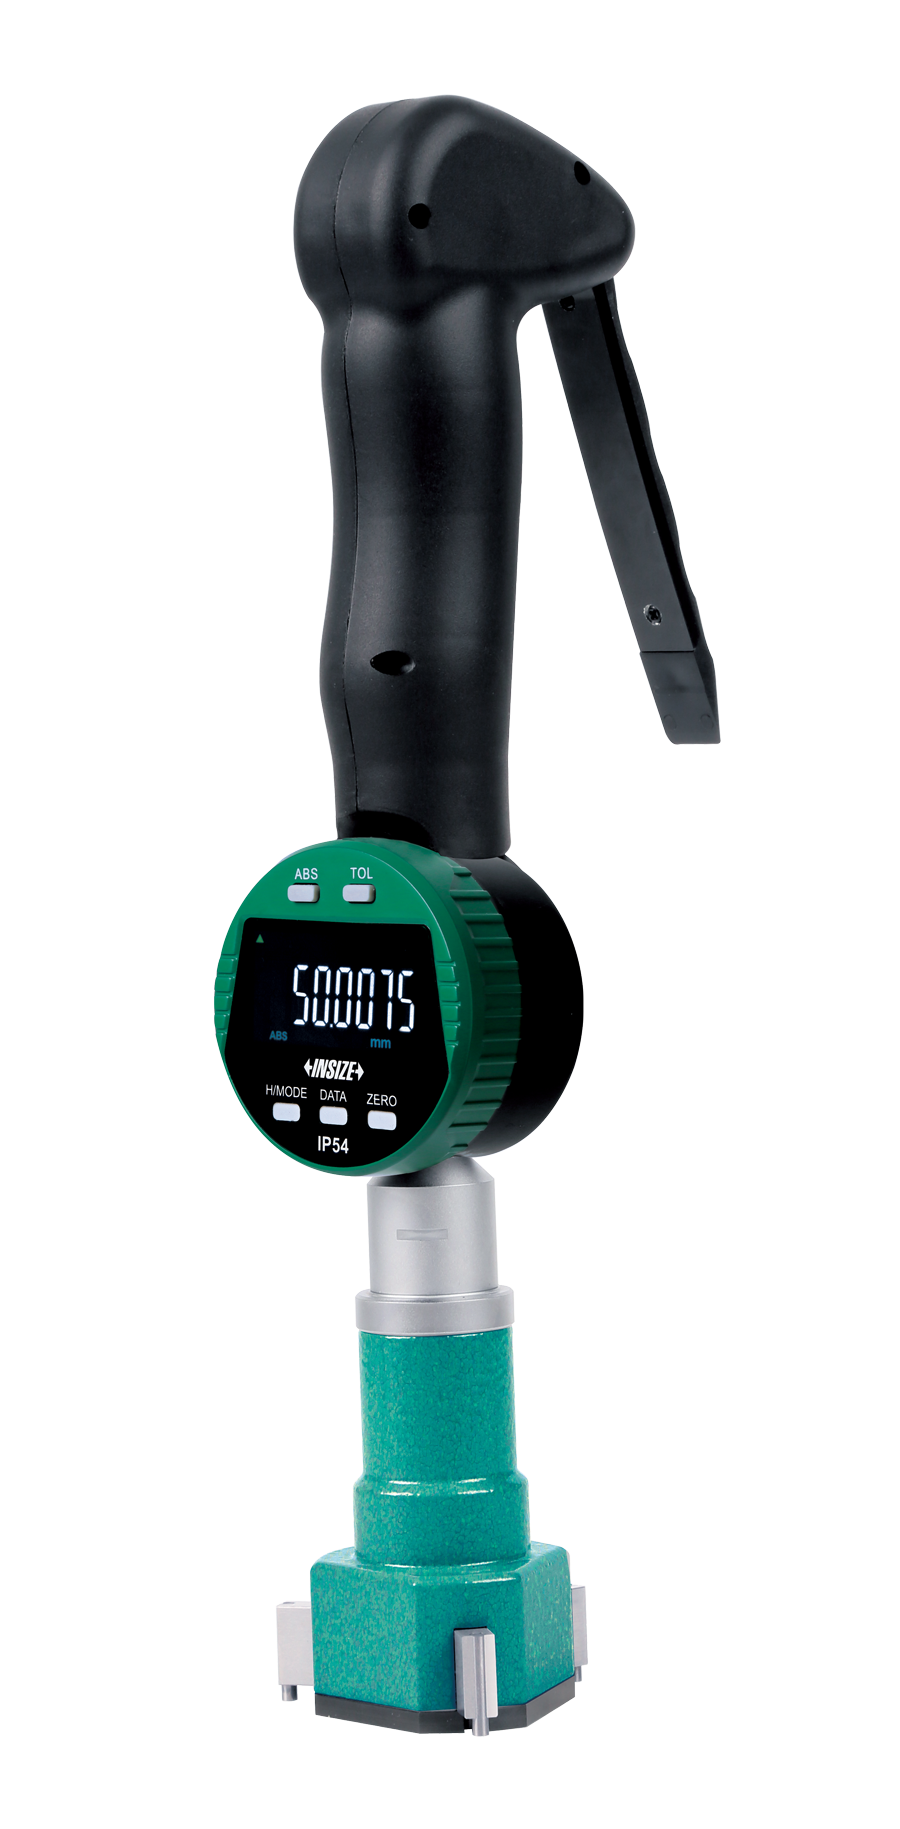 ABS TOL
50.0075
ABS mm
INSIZE
H/MODE DATA ZERO
IP54